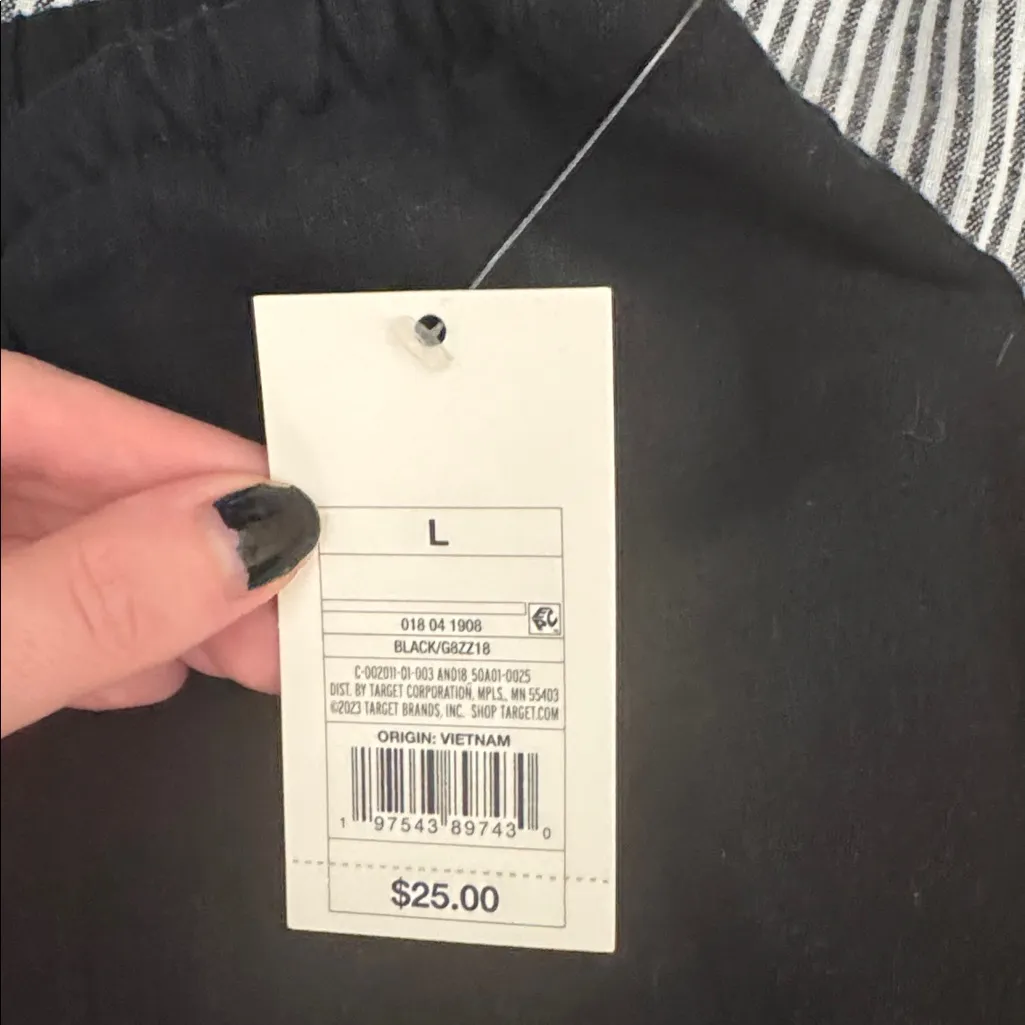 L
018 04 1908
BLACK/G8ZZ18
C-002011-01-003 AND18 50A01-0025
DIST. BY TARGET CORPORATION, MPLS., MN 55403
©2023 TARGET BRANDS, INC. SHOP TARGET.COM
ORIGIN: VIETNAM
1 97543 89743 0
$25.00